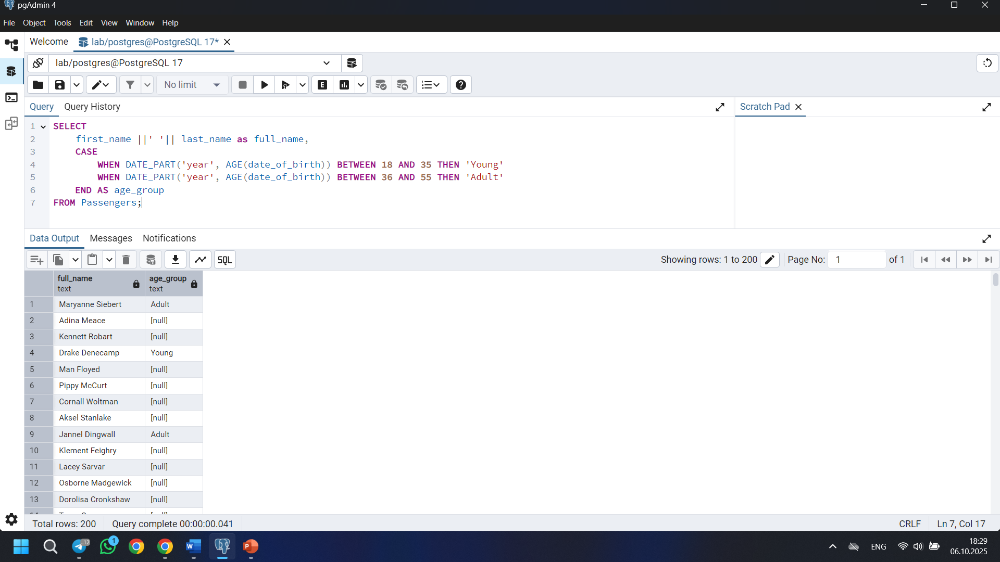 pgAdmin 4
File Object Tools Edit View Window Help
Welcome lab/postgres@PostgreSQL 17*
lab/postgres@PostgreSQL 17
No limit
Query Query History
Scratch Pad
1 SELECT
2 first_name ||' '|| last_name as full_name,
3 CASE
4 WHEN DATE_PART('year', AGE(date_of_birth)) BETWEEN 18 AND 35 THEN 'Young'
5 WHEN DATE_PART('year', AGE(date_of_birth)) BETWEEN 36 AND 55 THEN 'Adult'
6 END AS age_group
7 FROM Passengers;
Data Output Messages Notifications
SQL
Showing rows: 1 to 200 Page No: 1 of 1
full_name age_group
text text
1 Maryanne Siebert Adult
2 Adina Meace [null]
3 Kennett Robart [null]
4 Drake Denecamp Young
5 Man Floyed [null]
6 Pippy McCurt [null]
7 Cornall Woltman [null]
8 Aksel Stanlake [null]
9 Jannel Dingwall Adult
10 Klement Feighry [null]
11 Lacey Sarvar [null]
12 Osborne Madgewick [null]
13 Dorolisa Cronkshaw [null]
Total rows: 200 Query complete 00:00:00.041 CRLF Ln 7, Col 17
..12 1 W P ENG 18:29
06.10.2025